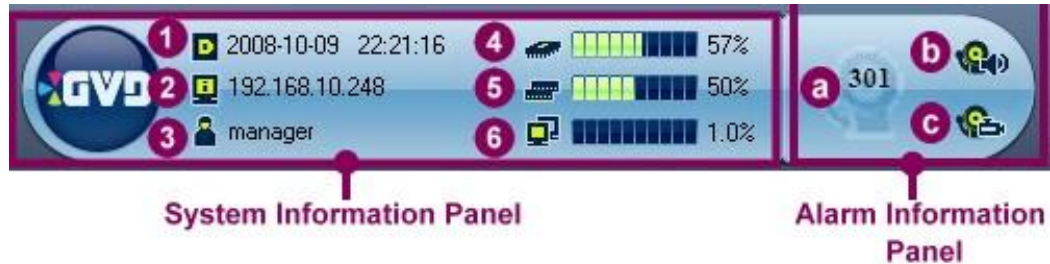 GVD
1 2008-10-09 22:21:16
2 192.168.10.248
3 manager
4 57%
5 50%
6 1.0%
a 301
b
c
System Information Panel
Alarm Information
Panel